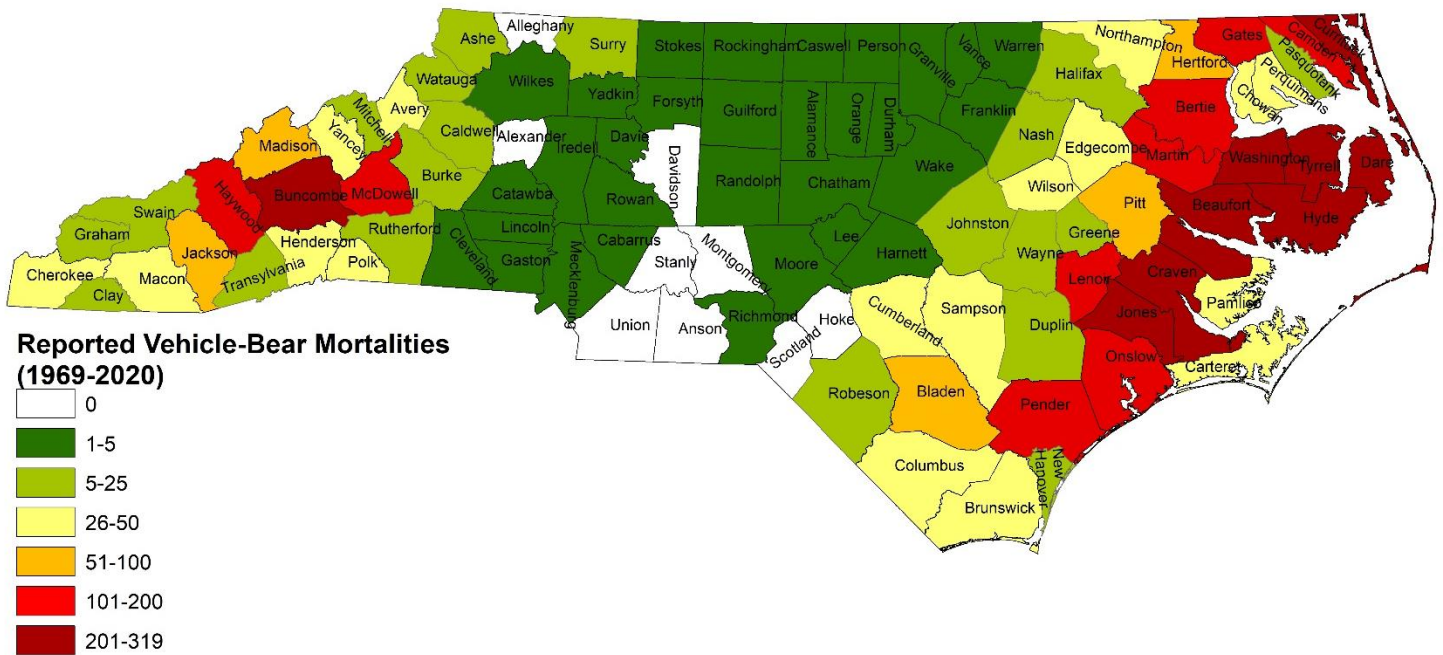 Alleghany
Ashe
Surry
Stokes
Rockingham
Caswell
Person
Granville
Vance
Warren
Northampton
Gates
Hertford
Camden
Currituck
Pasquotank
Perquimans
Chowan
Halifax
Bertie
Watauga
Wilkes
Yadkin
Forsyth
Guilford
Alamance
Orange
Durham
Franklin
Nash
Edgecombe
Martin
Washington
Tyrrell
Dare
Avery
Mitchell
Yancey
Madison
Caldwell
Alexander
Iredell
Davie
Davidson
Randolph
Chatham
Wake
Wilson
Pitt
Beaufort
Hyde
Haywood
Buncombe
McDowell
Burke
Catawba
Rowan
Swain
Graham
Jackson
Henderson
Rutherford
Cleveland
Lincoln
Gaston
Mecklenburg
Cabarrus
Stanly
Montgomery
Moore
Lee
Harnett
Johnston
Wayne
Greene
Lenoir
Craven
Pamlico
Cherokee
Clay
Macon
Transylvania
Polk
Union
Anson
Richmond
Scotland
Hoke
Cumberland
Sampson
Duplin
Jones
Onslow
Carteret
Robeson
Bladen
Pender
Columbus
Brunswick
New
Hanover
Reported Vehicle-Bear Mortalities
(1969-2020)
0
1-5
5-25
26-50
51-100
101-200
201-319